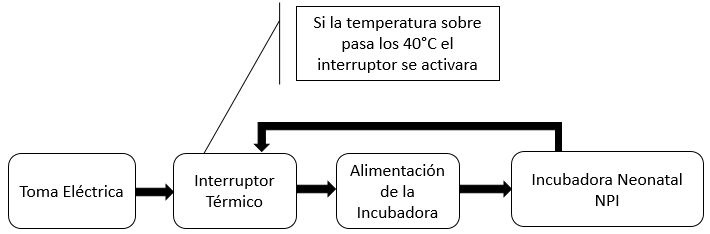 Si la temperatura sobre
pasa los 40°C el
interruptor se activara
Toma Eléctrica
Interruptor
Térmico
Alimentación
de la
Incubadora
Incubadora Neonatal
NPI